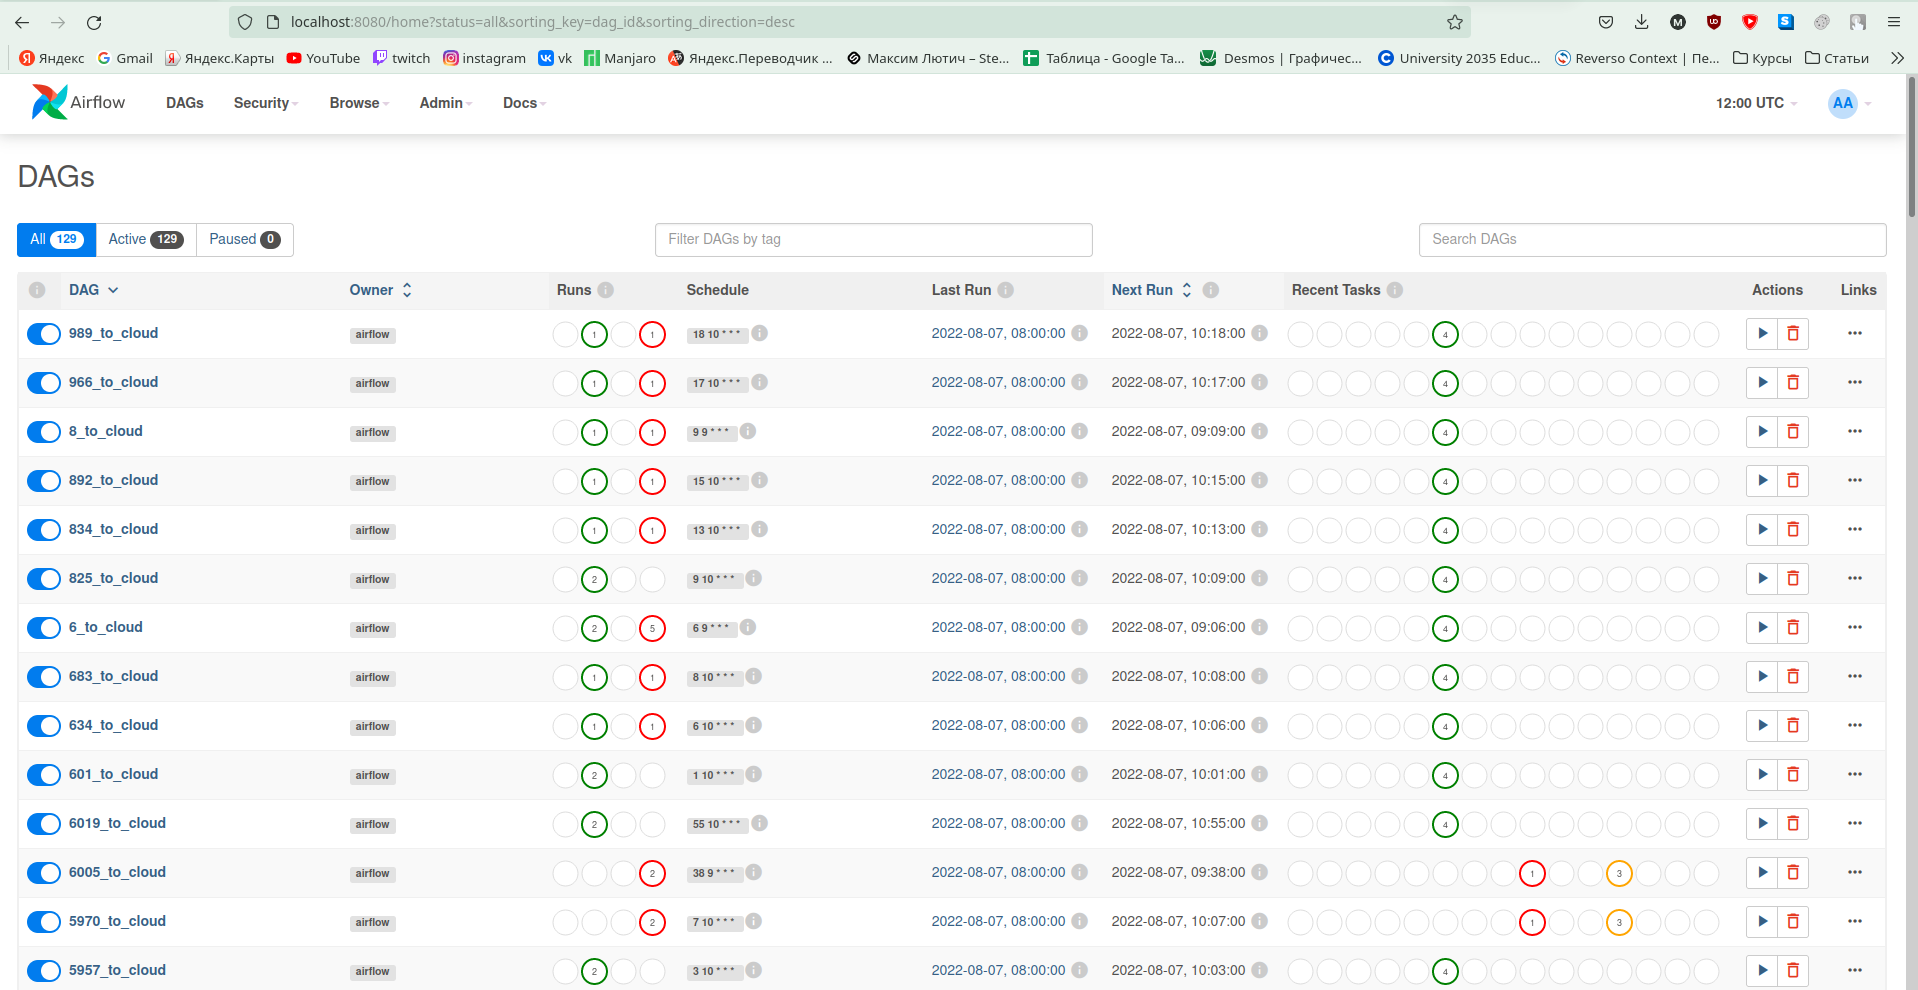 localhost:8080/home?status=all&sorting_key=dag_id&sorting_direction=desc
Яндекс Gmail Яндекс.Карты YouTube twitch instagram vk Manjaro Яндекс.Переводчик ... Максим Лютич – Ste... Таблица - Google Ta... Desmos | Графичес... University 2035 Educ... Reverso Context | Пе... Курсы Статьи
Airflow DAGs Security Browse Admin Docs 12:00 UTC AA
DAGs
All 129 Active 129 Paused 0 Filter DAGs by tag Search DAGs
DAG Owner Runs Schedule Last Run Next Run Recent Tasks Actions Links
989_to_cloud airflow 1 1 18 10 * * * 2022-08-07, 08:00:00 2022-08-07, 10:18:00 4
966_to_cloud airflow 1 1 17 10 * * * 2022-08-07, 08:00:00 2022-08-07, 10:17:00 4
8_to_cloud airflow 1 1 9 9 * * * 2022-08-07, 08:00:00 2022-08-07, 09:09:00 4
892_to_cloud airflow 1 1 15 10 * * * 2022-08-07, 08:00:00 2022-08-07, 10:15:00 4
834_to_cloud airflow 1 1 13 10 * * * 2022-08-07, 08:00:00 2022-08-07, 10:13:00 4
825_to_cloud airflow 2 9 10 * * * 2022-08-07, 08:00:00 2022-08-07, 10:09:00 4
6_to_cloud airflow 2 5 6 9 * * * 2022-08-07, 08:00:00 2022-08-07, 09:06:00 4
683_to_cloud airflow 1 1 8 10 * * * 2022-08-07, 08:00:00 2022-08-07, 10:08:00 4
634_to_cloud airflow 1 1 6 10 * * * 2022-08-07, 08:00:00 2022-08-07, 10:06:00 4
601_to_cloud airflow 2 1 10 * * * 2022-08-07, 08:00:00 2022-08-07, 10:01:00 4
6019_to_cloud airflow 2 55 10 * * * 2022-08-07, 08:00:00 2022-08-07, 10:55:00 4
6005_to_cloud airflow 2 38 9 * * * 2022-08-07, 08:00:00 2022-08-07, 09:38:00 1 3
5970_to_cloud airflow 2 7 10 * * * 2022-08-07, 08:00:00 2022-08-07, 10:07:00 1 3
5957_to_cloud airflow 2 3 10 * * * 2022-08-07, 08:00:00 2022-08-07, 10:03:00 4